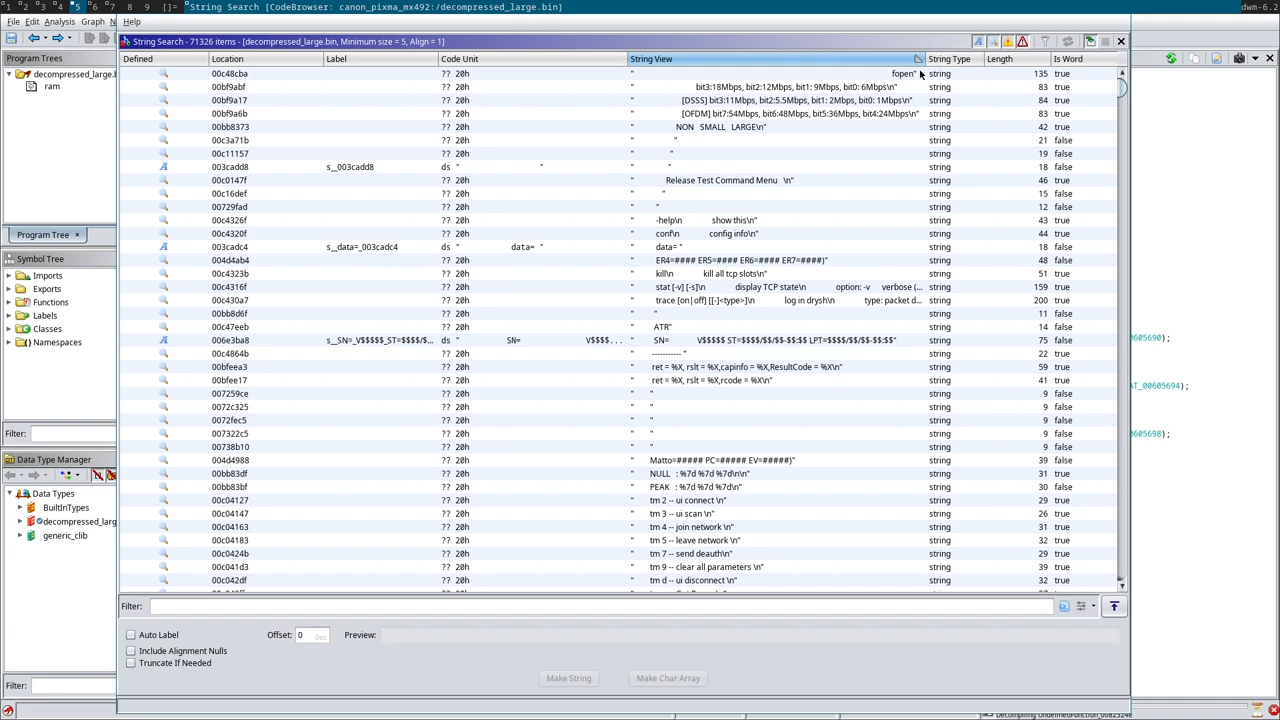 1 2 3 4 5 6 7 8 9 []= String Search [CodeBrowser: canon_pixma_mx492:/decompressed_large.bin] dwm-6.2
File Edit Analysis Graph N Help
Program Trees
decompressed_large.b
ram
Program Tree ×
Symbol Tree
Imports
Exports
Functions
Labels
Classes
Namespaces
Filter:
Data Type Manager
Data Types
BuiltInTypes
decompressed_larg
generic_clib
Filter:
String Search - 71326 items - [decompressed_large.bin, Minimum size = 5, Align = 1]
Defined Location Label Code Unit String View String Type Length Is Word
00c48cba ?? 20h " fopen" string 135 true
00bf9abf ?? 20h " bit3:18Mbps, bit2:12Mbps, bit1: 9Mbps, bit0: 6Mbps\n" string 83 true
00bf9a17 ?? 20h " [DSSS] bit3:11Mbps, bit2:5.5Mbps, bit1: 2Mbps, bit0: 1Mbps\n" string 84 true
00bf9a6b ?? 20h " [OFDM] bit7:54Mbps, bit6:48Mbps, bit5:36Mbps, bit4:24Mbps\n" string 83 true
00bb8373 ?? 20h " NON SMALL LARGE\n" string 42 true
00c3a71b ?? 20h " " string 21 false
00c11157 ?? 20h " " string 19 false
003cadd8 s__003cadd8 ds " " " " string 18 false
00c0147f ?? 20h " Release Test Command Menu \n" string 46 true
00c16def ?? 20h " " string 15 false
00729fad ?? 20h " " string 12 false
00c4326f ?? 20h " -help\n show this\n" string 43 true
00c4320f ?? 20h " conf\n config info\n" string 44 true
003cadc4 s__data=_003cadc4 ds " data= " " data= " string 18 false
004d4ab4 ?? 20h " ER4=#### ER5=#### ER6=#### ER7=####)" string 48 false
00c4323b ?? 20h " kill\n kill all tcp slots\n" string 51 true
00c4316f ?? 20h " stat [-v] [-s]\n display TCP state\n option: -v verbose (... string 159 true
00c430a7 ?? 20h " trace [on|off] [[-]<type>]\n log in drysh\n type: packet d... string 200 true
00bb8d6f ?? 20h " " string 11 false
00c47eeb ?? 20h " ATR" string 14 false
006e3ba8 s__SN=_V$$$$$_ST=$$$$/$... ds " SN= V$$$$... " SN= V$$$$$ ST=$$$$/$$/$$-$$:$$ LPT=$$$$/$$/$$-$$:$$" string 75 false
00c4864b ?? 20h " ----------- " string 22 true
00bfeea3 ?? 20h " ret = %X, rslt = %X,capinfo = %X,ResultCode = %X\n" string 59 true
00bfee17 ?? 20h " ret = %X, rslt = %X,rcode = %X\n" string 41 true
007259ce ?? 20h " " string 9 false
0072c325 ?? 20h " " string 9 false
0072fec5 ?? 20h " " string 9 false
007322c5 ?? 20h " " string 9 false
00738b10 ?? 20h " " string 9 false
004d4988 ?? 20h " Matto=##### PC=##### EV=#####)" string 39 false
00bb83df ?? 20h " NULL : %7d %7d %7d\n\n" string 31 true
00bb83bf ?? 20h " PEAK : %7d %7d %7d\n" string 30 false
00c04127 ?? 20h " tm 2 -- ui connect \n" string 29 true
00c04147 ?? 20h " tm 3 -- ui scan \n" string 26 true
00c04163 ?? 20h " tm 4 -- join network \n" string 31 true
00c04183 ?? 20h " tm 5 -- leave network \n" string 32 true
00c0424b ?? 20h " tm 7 -- send deauth\n" string 29 true
00c041d3 ?? 20h " tm 9 -- clear all parameters \n" string 39 true
00c042df ?? 20h " tm d -- ui disconnect \n" string 32 true
Filter:
Auto Label Offset: 0 Dec Preview:
Include Alignment Nulls
Truncate If Needed
Make String Make Char Array
0605690);
AT_00605694);
0605698);